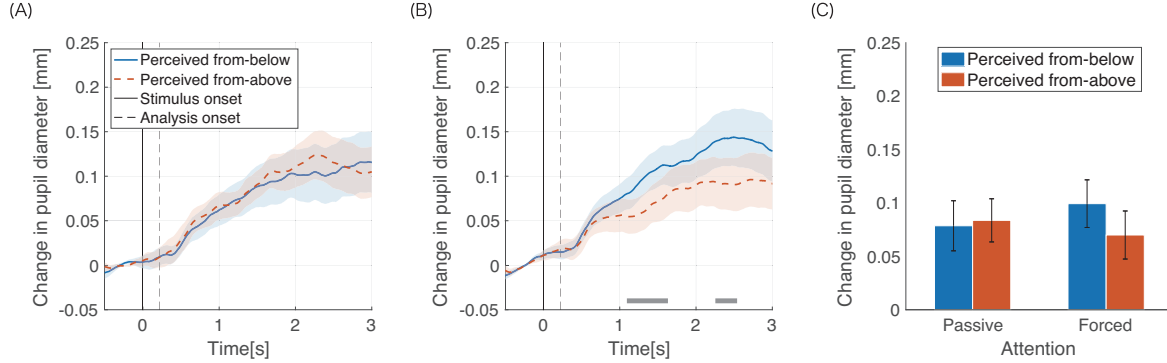 (A)
Change in pupil diameter [mm]
0.25
0.2
0.15
0.1
0.05
0
-0.05
Perceived from-below
Perceived from-above
Stimulus onset
Analysis onset
0
1
2
3
Time[s]
(B)
Change in pupil diameter [mm]
0.25
0.2
0.15
0.1
0.05
0
-0.05
0
1
2
3
Time[s]
(C)
Change in pupil diameter [mm]
0.25
0.2
0.15
0.1
0.05
0
Perceived from-below
Perceived from-above
Passive
Forced
Attention